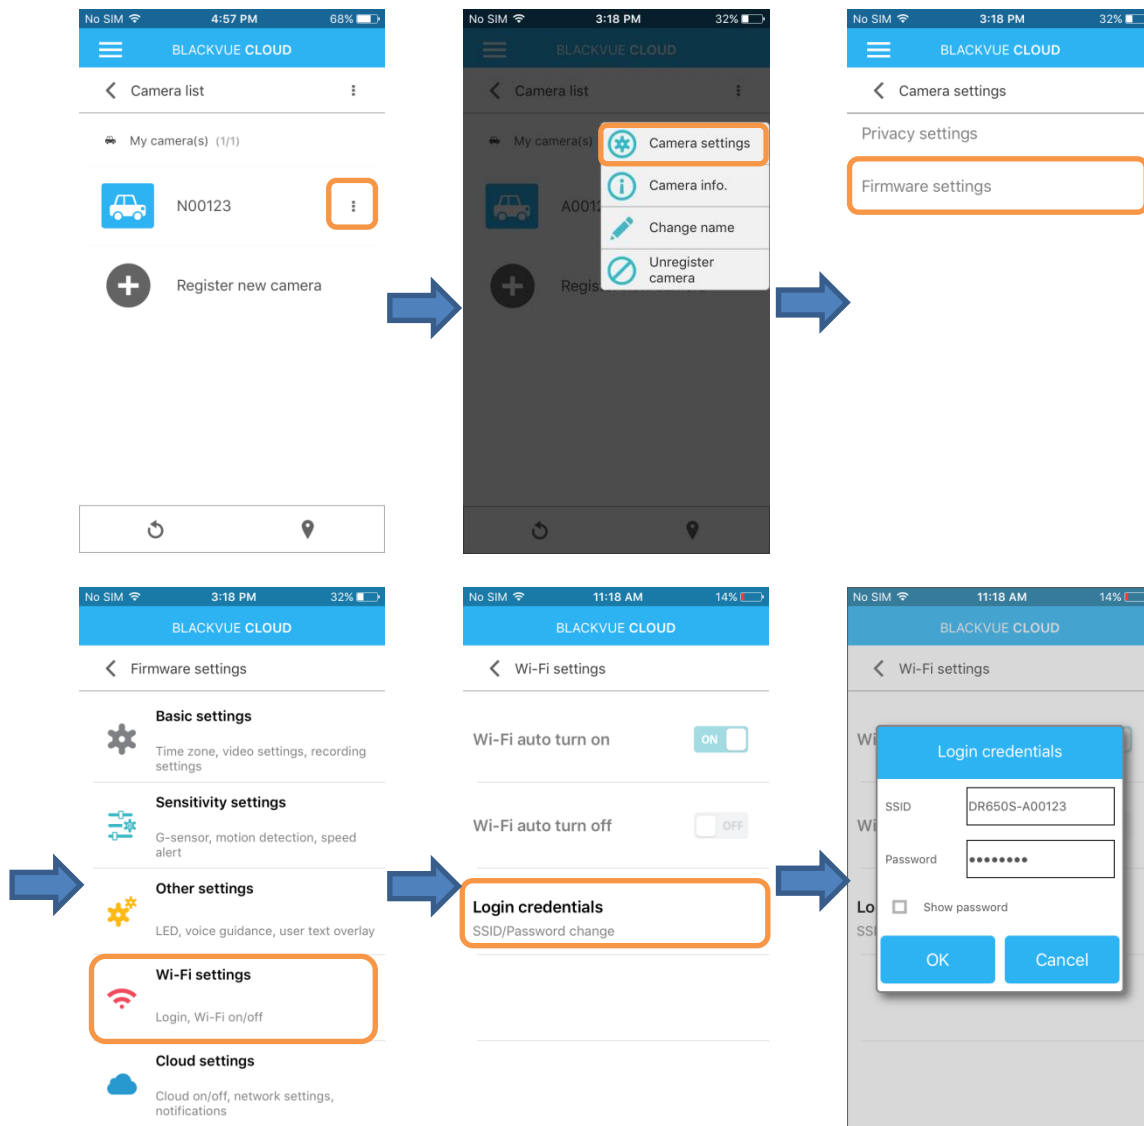 No SIM 4:57 PM 68%
BLACKVUE CLOUD
Camera list
My camera(s) (1/1)
N00123
Register new camera
No SIM 3:18 PM 32%
BLACKVUE CLOUD
Camera list
My camera(s)
Camera settings
Camera info.
A0012
Change name
Unregister
camera
Regis
No SIM 3:18 PM 32%
BLACKVUE CLOUD
Camera settings
Privacy settings
Firmware settings
No SIM 3:18 PM 32%
BLACKVUE CLOUD
Firmware settings
Basic settings
Time zone, video settings, recording
settings
Sensitivity settings
G-sensor, motion detection, speed
alert
Other settings
LED, voice guidance, user text overlay
Wi-Fi settings
Login, Wi-Fi on/off
Cloud settings
Cloud on/off, network settings,
notifications
No SIM 11:18 AM 14%
BLACKVUE CLOUD
Wi-Fi settings
Wi-Fi auto turn on ON
Wi-Fi auto turn off OFF
Login credentials
SSID/Password change
No SIM 11:18 AM 14%
BLACKVUE CLOUD
Wi-Fi settings
Wi
Login credentials
SSID DR650S-A00123
Wi
Password ••••••••
Lo
Show password
SSI
OK Cancel